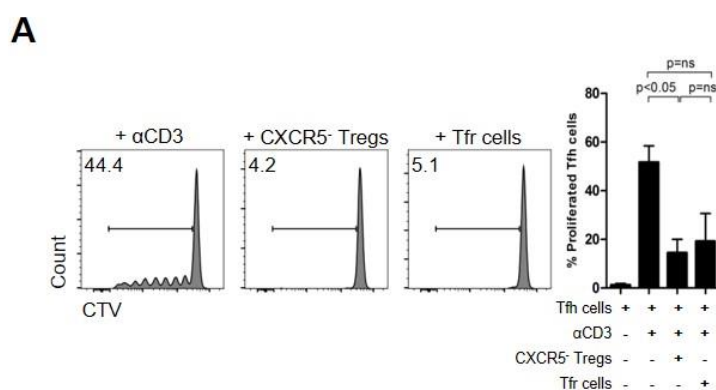 A
+ αCD3
44.4
+ CXCR5⁻ Tregs
4.2
+ Tfr cells
5.1
Count
CTV
p=ns
p<0.05
p=ns
% Proliferated Tfh cells
80
60
40
20
0
Tfh cells + + + +
αCD3 - + + +
CXCR5⁻ Tregs - - + -
Tfr cells - - - +